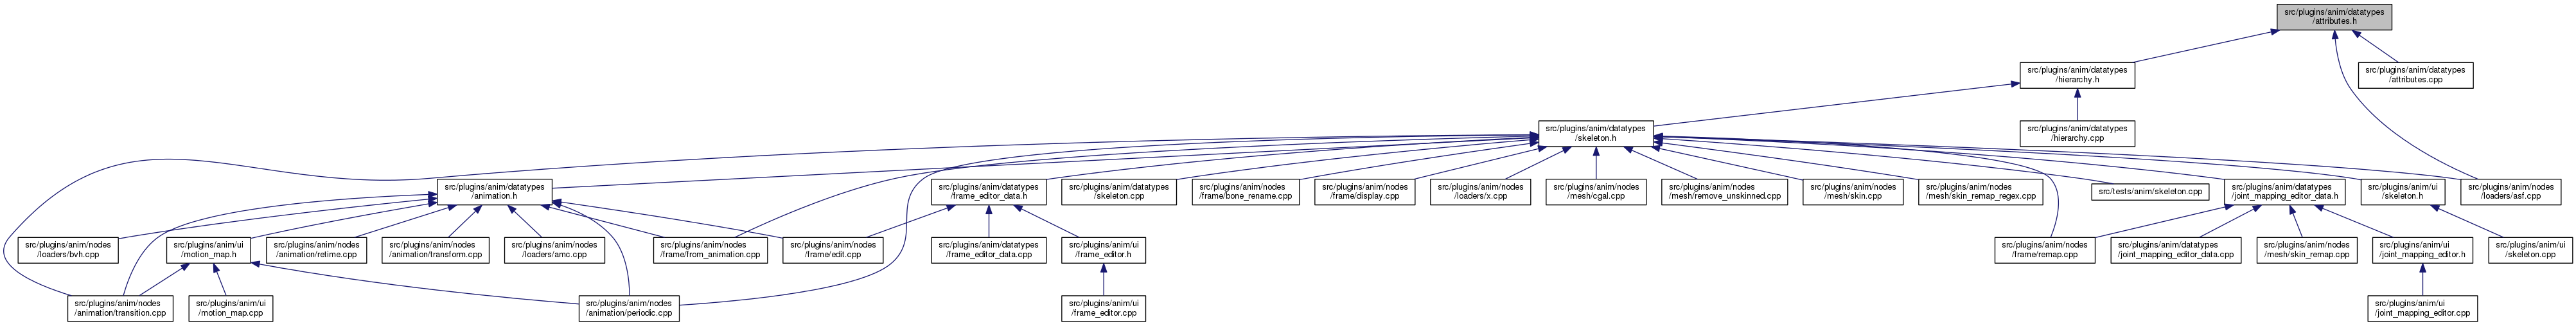 src/plugins/anim/datatypes
/attributes.h
src/plugins/anim/datatypes
/hierarchy.h
src/plugins/anim/datatypes
/attributes.cpp
src/plugins/anim/datatypes
/skeleton.h
src/plugins/anim/datatypes
/hierarchy.cpp
src/plugins/anim/datatypes
/animation.h
src/plugins/anim/datatypes
/frame_editor_data.h
src/plugins/anim/datatypes
/skeleton.cpp
src/plugins/anim/nodes
/frame/bone_rename.cpp
src/plugins/anim/nodes
/frame/display.cpp
src/plugins/anim/nodes
/loaders/x.cpp
src/plugins/anim/nodes
/mesh/cgal.cpp
src/plugins/anim/nodes
/mesh/remove_unskinned.cpp
src/plugins/anim/nodes
/mesh/skin.cpp
src/plugins/anim/nodes
/mesh/skin_remap_regex.cpp
src/tests/anim/skeleton.cpp
src/plugins/anim/datatypes
/joint_mapping_editor_data.h
src/plugins/anim/ui
/skeleton.h
src/plugins/anim/nodes
/loaders/asf.cpp
src/plugins/anim/nodes
/loaders/bvh.cpp
src/plugins/anim/ui
/motion_map.h
src/plugins/anim/nodes
/animation/retime.cpp
src/plugins/anim/nodes
/animation/transform.cpp
src/plugins/anim/nodes
/loaders/amc.cpp
src/plugins/anim/nodes
/frame/from_animation.cpp
src/plugins/anim/nodes
/frame/edit.cpp
src/plugins/anim/datatypes
/frame_editor_data.cpp
src/plugins/anim/ui
/frame_editor.h
src/plugins/anim/nodes
/frame/remap.cpp
src/plugins/anim/datatypes
/joint_mapping_editor_data.cpp
src/plugins/anim/nodes
/mesh/skin_remap.cpp
src/plugins/anim/ui
/joint_mapping_editor.h
src/plugins/anim/ui
/skeleton.cpp
src/plugins/anim/nodes
/animation/transition.cpp
src/plugins/anim/ui
/motion_map.cpp
src/plugins/anim/nodes
/animation/periodic.cpp
src/plugins/anim/ui
/frame_editor.cpp
src/plugins/anim/ui
/joint_mapping_editor.cpp